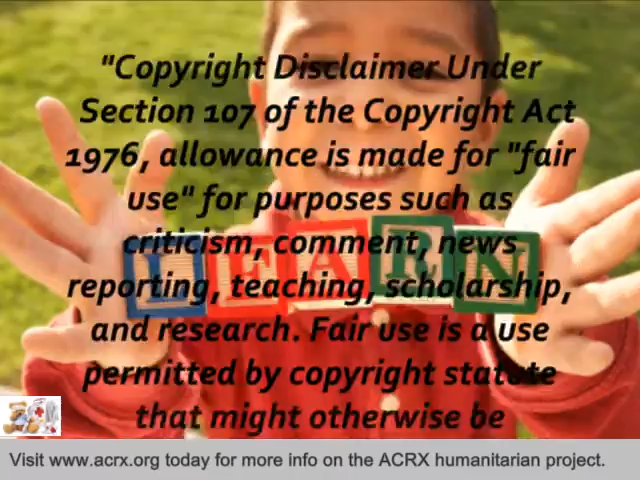 "Copyright Disclaimer Under
Section 107 of the Copyright Act
1976, allowance is made for "fair
use" for purposes such as
criticism, comment, news
reporting, teaching, scholarship,
and research. Fair use is a use
permitted by copyright statute
that might otherwise be
LEARN
Visit www.acrx.org today for more info on the ACRX humanitarian project.